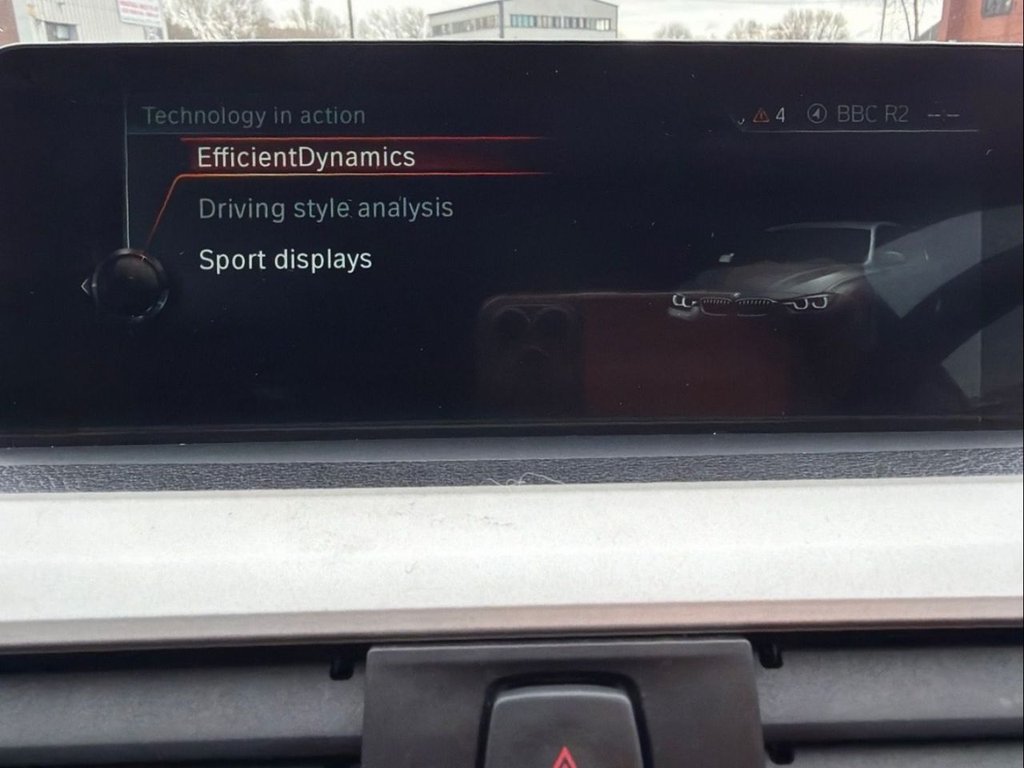 Technology in action
4 BBC R2 -- --
EfficientDynamics
Driving style analysis
Sport displays